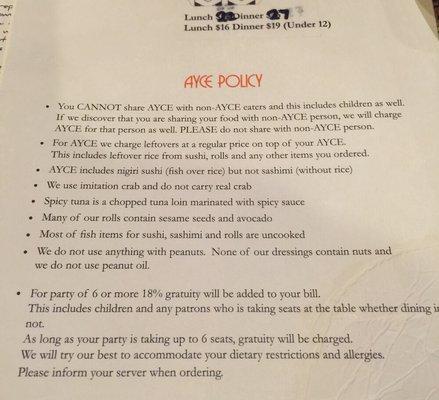 Lunch $ Dinner $27
Lunch $16 Dinner $19 (Under 12)
AYCE POLICY
• You CANNOT share AYCE with non-AYCE eaters and this includes children as well.
If we discover that you are sharing your food with non-AYCE person, we will charge
AYCE for that person as well. PLEASE do not share with non-AYCE person.
• For AYCE we charge leftovers at a regular price on top of your AYCE.
This includes leftover rice from sushi, rolls and any other items you ordered.
• AYCE includes nigiri sushi (fish over rice) but not sashimi (without rice)
• We use imitation crab and do not carry real crab
• Spicy tuna is a chopped tuna loin marinated with spicy sauce
• Many of our rolls contain sesame seeds and avocado
• Most of fish items for sushi, sashimi and rolls are uncooked
• We do not use anything with peanuts. None of our dressings contain nuts and
we do not use peanut oil.
• For party of 6 or more 18% gratuity will be added to your bill.
This includes children and any patrons who is taking seats at the table whether dining i
not.
As long as your party is taking up to 6 seats, gratuity will be charged.
We will try our best to accommodate your dietary restrictions and allergies.
Please inform your server when ordering.